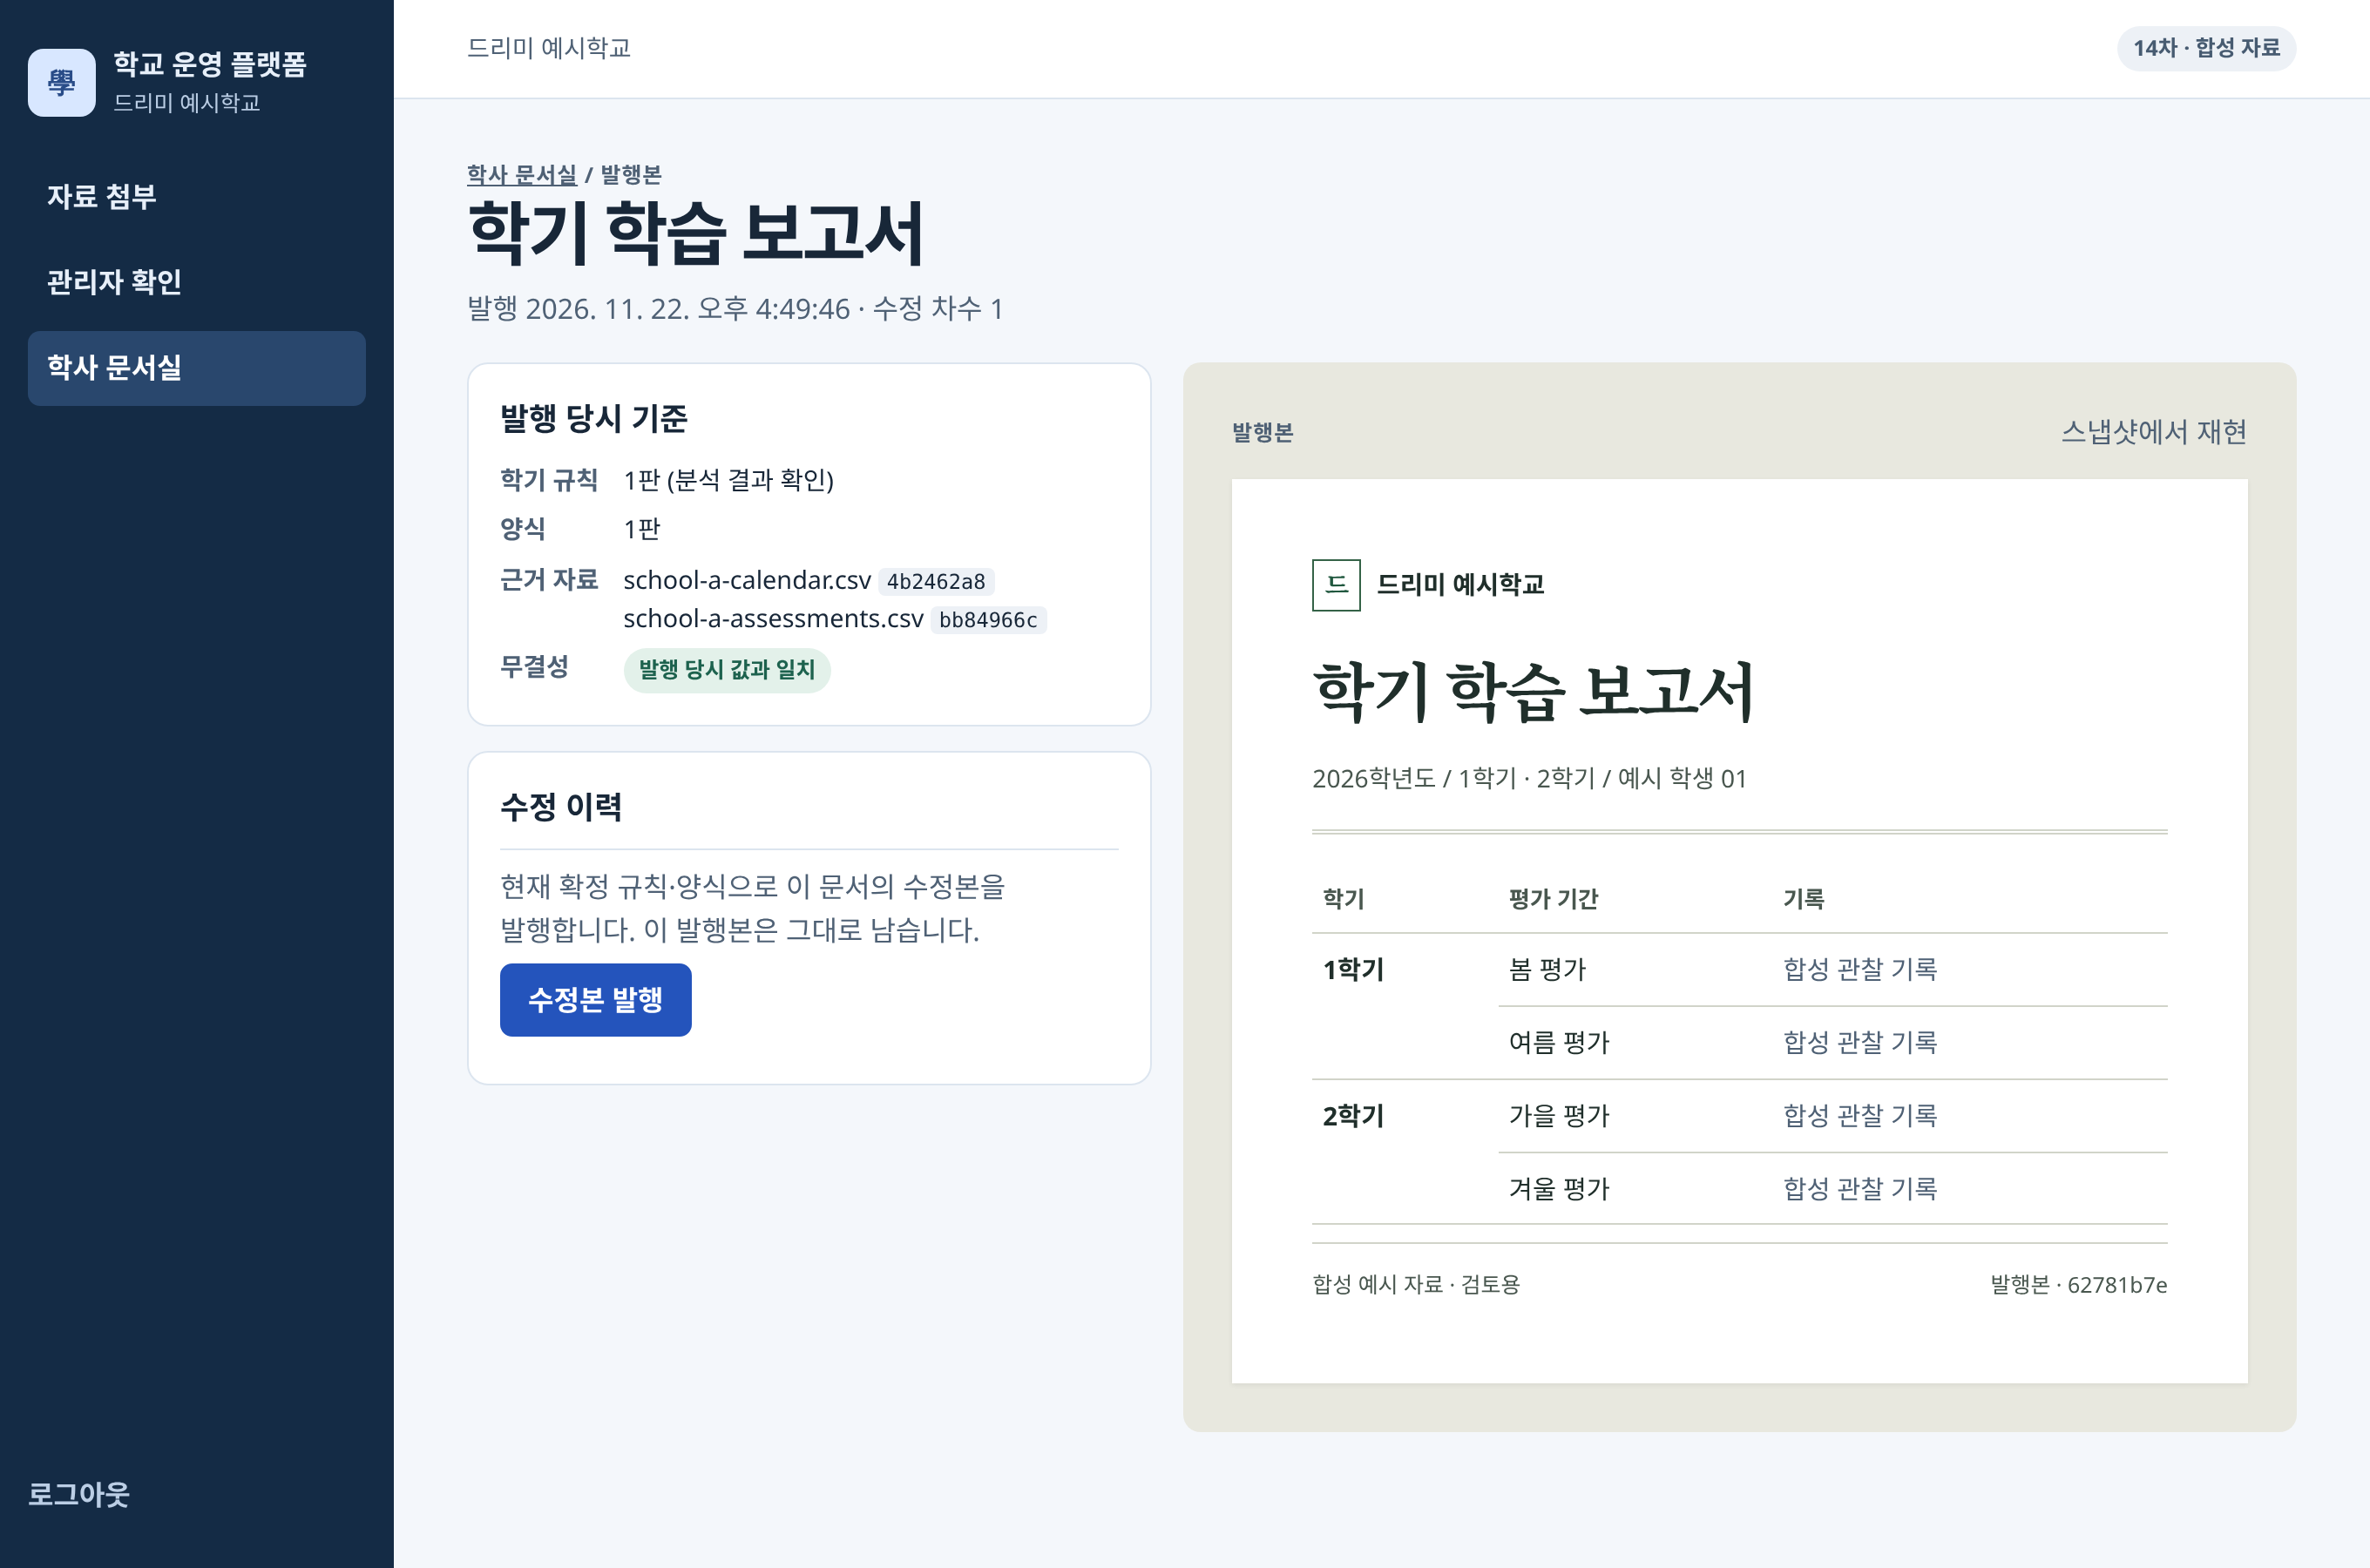 學
학교 운영 플랫폼
드리미 예시학교
자료 첨부
관리자 확인
학사 문서실
로그아웃
드리미 예시학교
14차 · 합성 자료
학사 문서실 / 발행본
학기 학습 보고서
발행 2026. 11. 22. 오후 4:49:46 · 수정 차수 1
발행 당시 기준
학기 규칙 1판 (분석 결과 확인)
양식 1판
근거 자료 school-a-calendar.csv 4b2462a8
school-a-assessments.csv bb84966c
무결성 발행 당시 값과 일치
수정 이력
현재 확정 규칙·양식으로 이 문서의 수정본을
발행합니다. 이 발행본은 그대로 남습니다.
수정본 발행
발행본 스냅샷에서 재현
드 드리미 예시학교
학기 학습 보고서
2026학년도 / 1학기 · 2학기 / 예시 학생 01
학기 평가 기간 기록
1학기 봄 평가 합성 관찰 기록
여름 평가 합성 관찰 기록
2학기 가을 평가 합성 관찰 기록
겨울 평가 합성 관찰 기록
합성 예시 자료 · 검토용 발행본 · 62781b7e